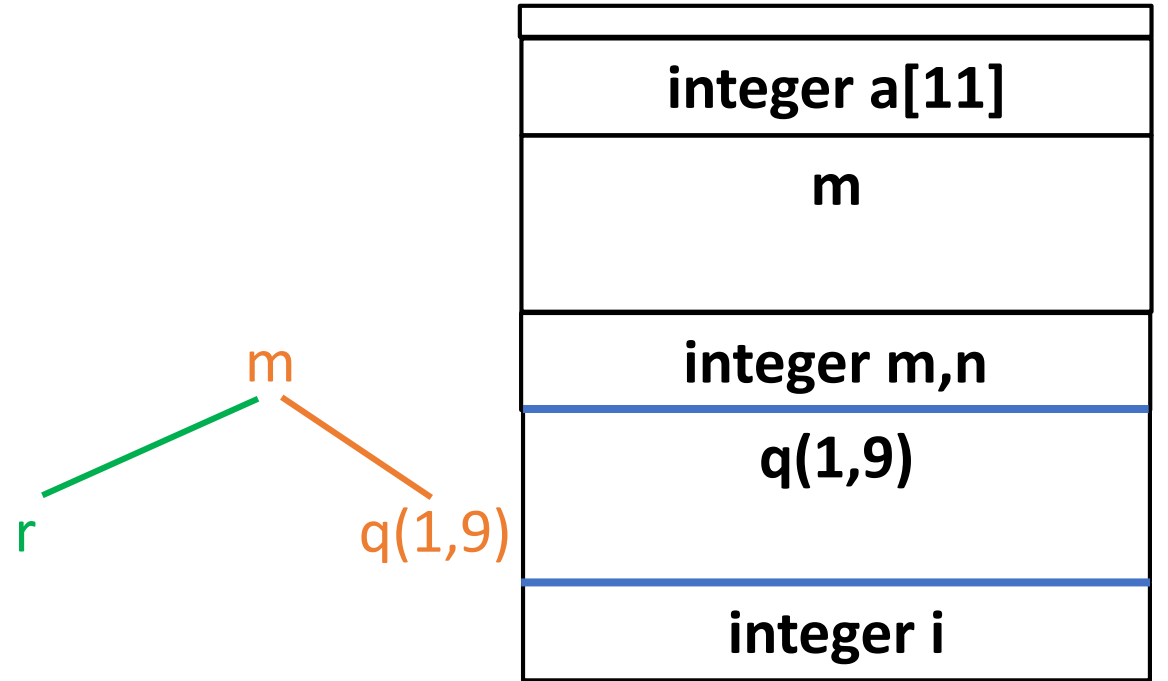 integer a[11]
m
integer m,n
q(1,9)
integer i
m
r
q(1,9)